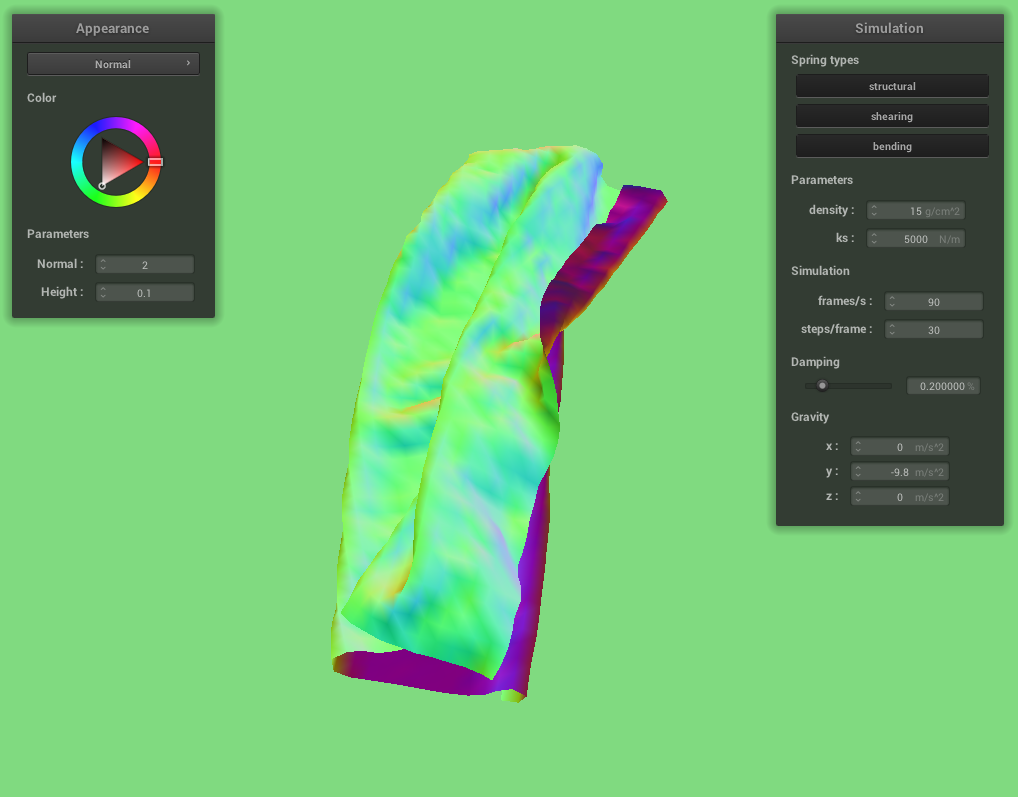 Appearance
Normal ›
Color
Parameters
Normal : 2
Height : 0.1
Simulation
Spring types
structural
shearing
bending
Parameters
density : 15 g/cm^2
ks : 5000 N/m
Simulation
frames/s : 90
steps/frame : 30
Damping
0.200000 %
Gravity
x : 0 m/s^2
y : -9.8 m/s^2
z : 0 m/s^2